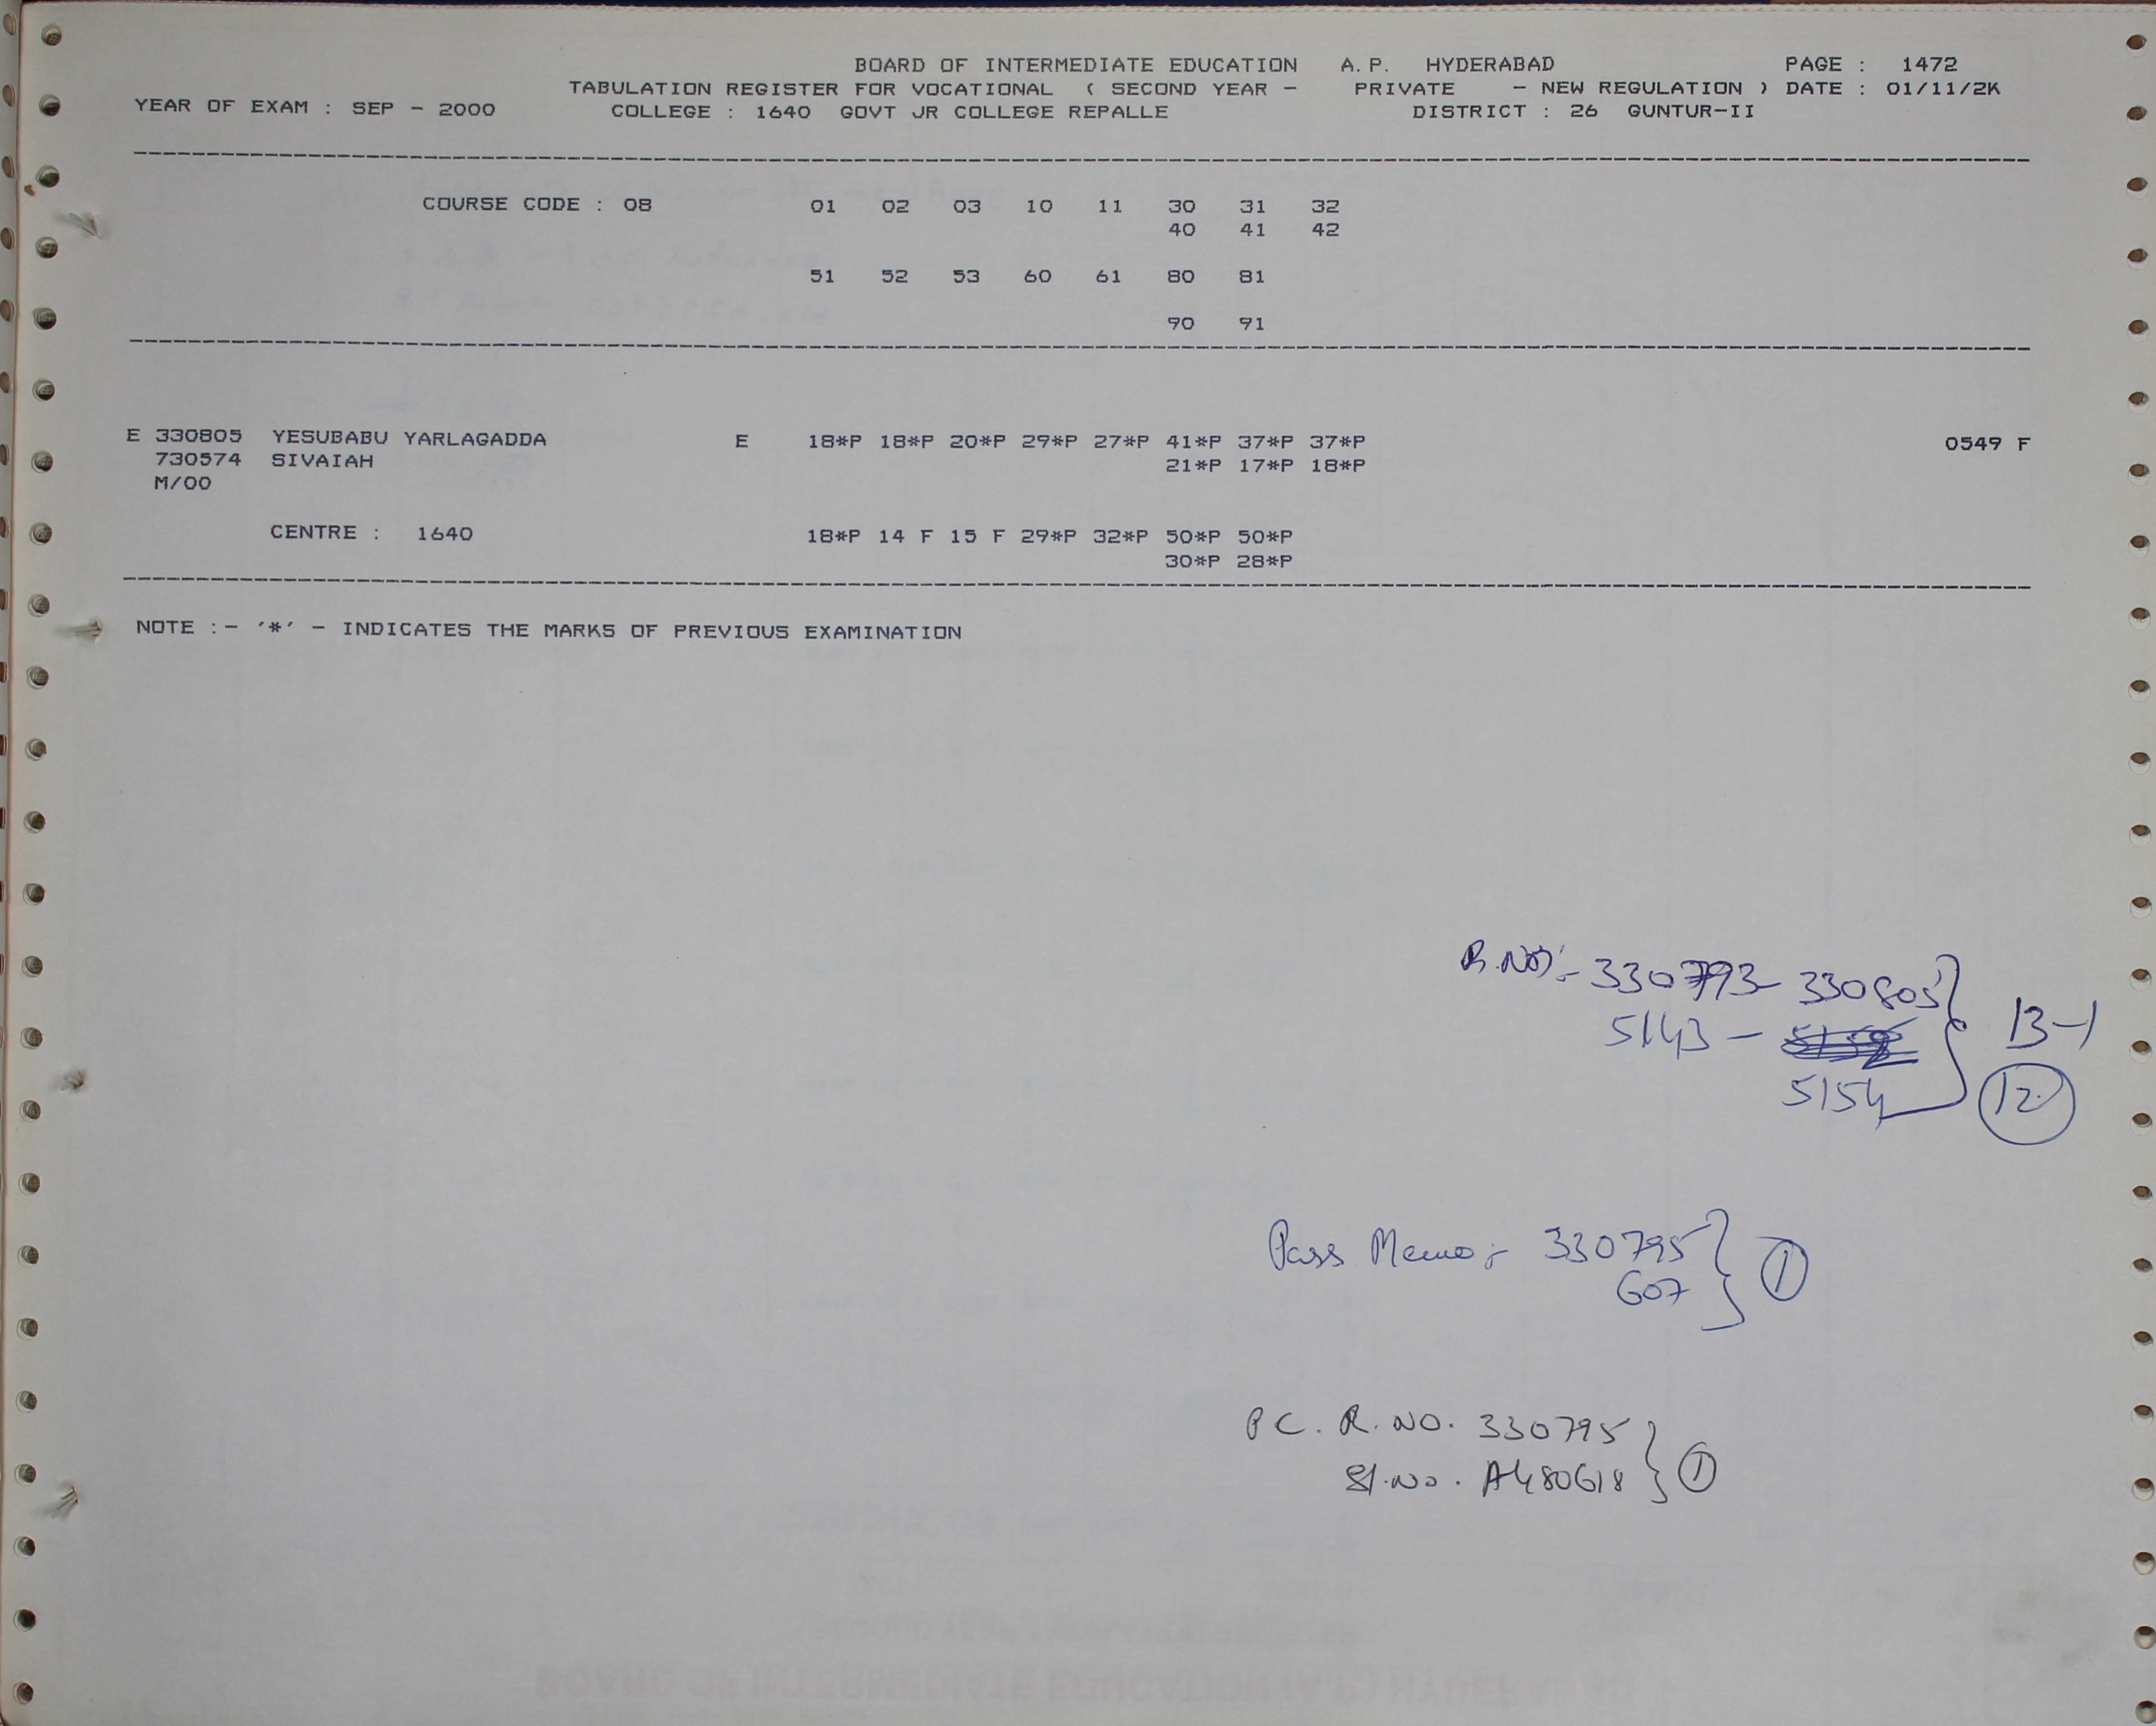 BOARD OF INTERMEDIATE EDUCATION A.P. HYDERABAD PAGE : 1472
TABULATION REGISTER FOR VOCATIONAL ( SECOND YEAR - PRIVATE - NEW REGULATION ) DATE : 01/11/2K
YEAR OF EXAM : SEP - 2000 COLLEGE : 1640 GOVT JR COLLEGE REPALLE DISTRICT : 26 GUNTUR-II
COURSE CODE : 08 01 02 03 10 11 30 31 32
40 41 42
51 52 53 60 61 80 81
90 91
E 330805 YESUBABU YARLAGADDA E 18*P 18*P 20*P 29*P 27*P 41*P 37*P 37*P 0549 F
730574 SIVAIAH 21*P 17*P 18*P
M/00
CENTRE : 1640 18*P 14 F 15 F 29*P 32*P 50*P 50*P
30*P 28*P
NOTE :- '*' - INDICATES THE MARKS OF PREVIOUS EXAMINATION
R.NO:- 330793- 330805
5143 - 13-1
5154 12
Pass Memo:- 330795
607 1
P C. R. NO. 330795
Sl.No. A480618 1